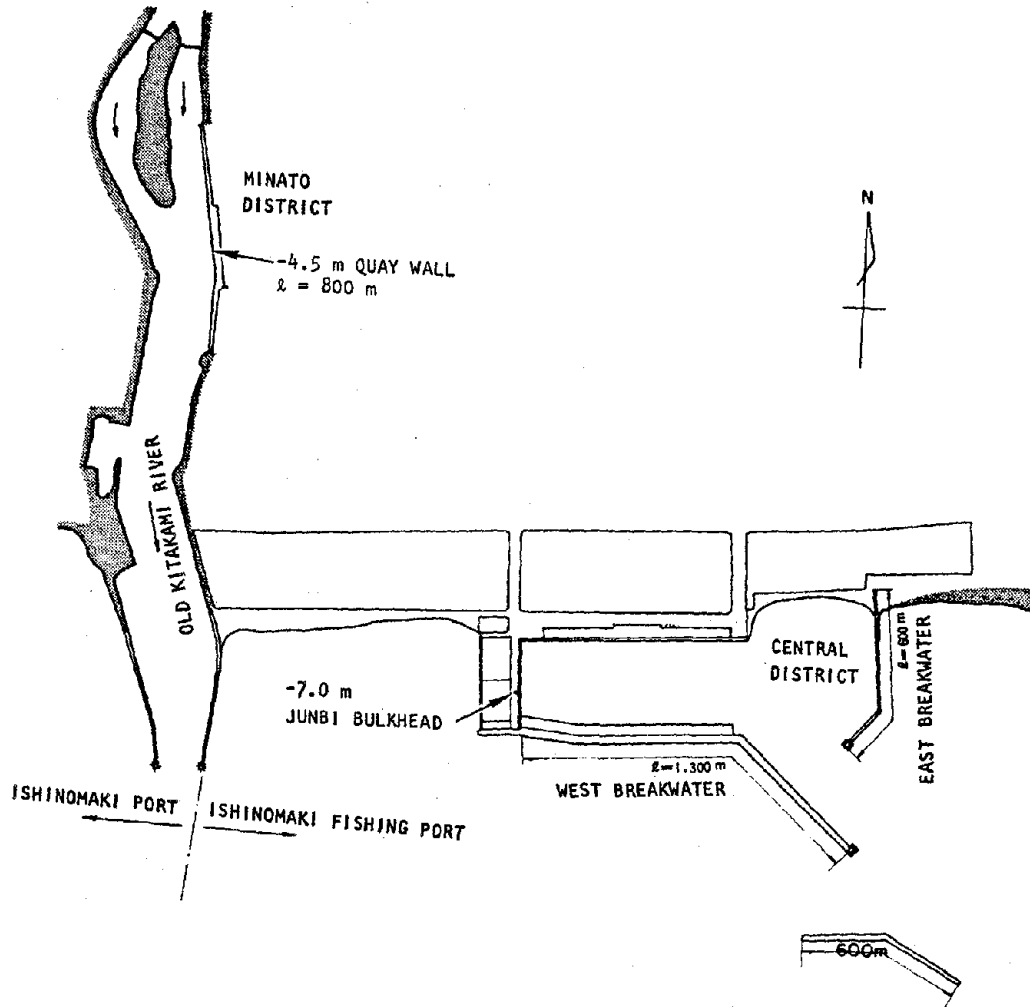 MINATO
DISTRICT
-4.5 m QUAY WALL
ℓ = 800 m
N
OLD KITAKAMI RIVER
CENTRAL
DISTRICT
ℓ=600m
EAST BREAKWATER
-7.0 m
JUNBI BULKHEAD
ℓ=1.300 m
WEST BREAKWATER
ISHINOMAKI PORT
ISHINOMAKI FISHING PORT
600m